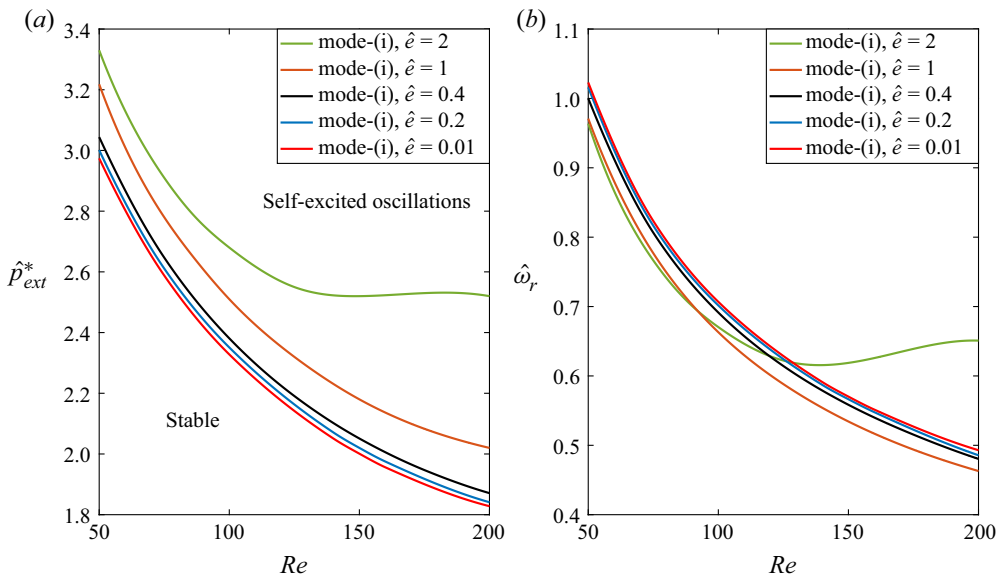 (a)
3.4
3.2
3.0
2.8
2.6
2.4
2.2
2.0
1.8
p̂*ext
mode-(i), ê = 2
mode-(i), ê = 1
mode-(i), ê = 0.4
mode-(i), ê = 0.2
mode-(i), ê = 0.01
Self-excited oscillations
Stable
50 100 150 200
Re
(b)
1.1
1.0
0.9
0.8
0.7
0.6
0.5
0.4
ω̂r
mode-(i), ê = 2
mode-(i), ê = 1
mode-(i), ê = 0.4
mode-(i), ê = 0.2
mode-(i), ê = 0.01
50 100 150 200
Re